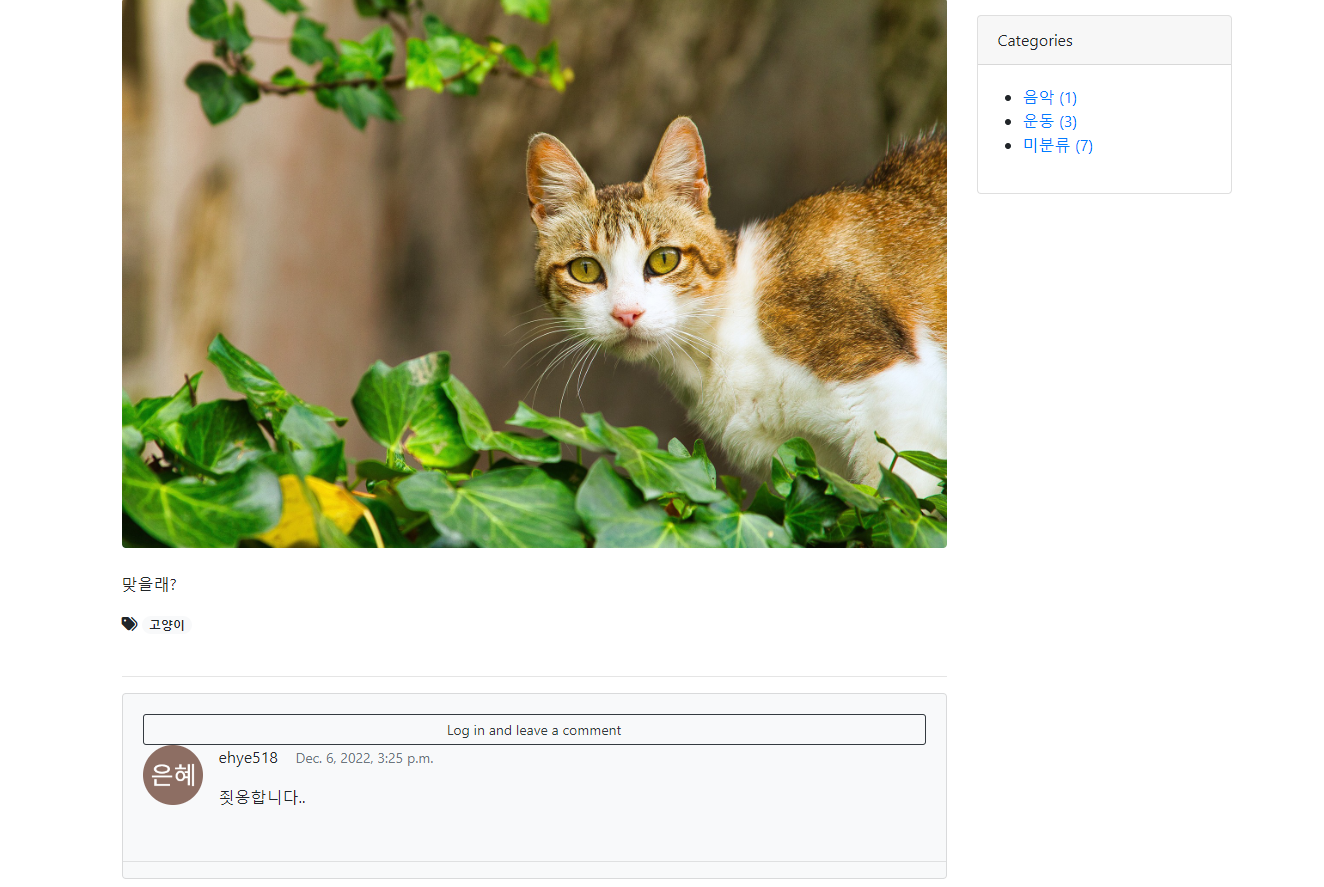 Categories
음악 (1)
운동 (3)
미분류 (7)
맞을래?
고양이
Log in and leave a comment
은혜
ehye518 Dec. 6, 2022, 3:25 p.m.
죗옹합니다..